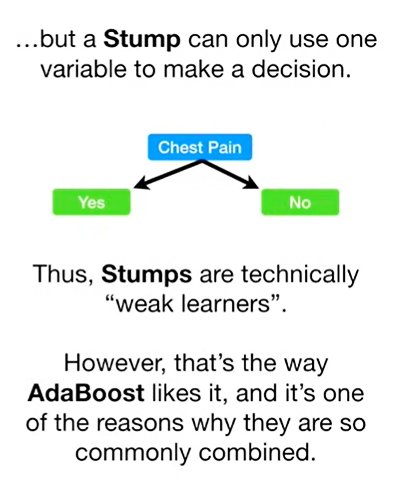 ...but a Stump can only use one
variable to make a decision.
Chest Pain
Yes
No
Thus, Stumps are technically
“weak learners”.
However, that’s the way
AdaBoost likes it, and it’s one
of the reasons why they are so
commonly combined.